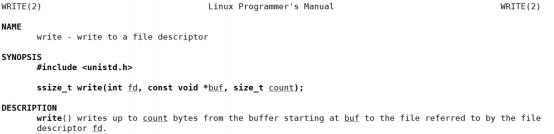 WRITE(2) Linux Programmer's Manual WRITE(2)
NAME
write - write to a file descriptor
SYNOPSIS
#include <unistd.h>
ssize_t write(int fd, const void *buf, size_t count);
DESCRIPTION
write() writes up to count bytes from the buffer starting at buf to the file referred to by the file
descriptor fd.